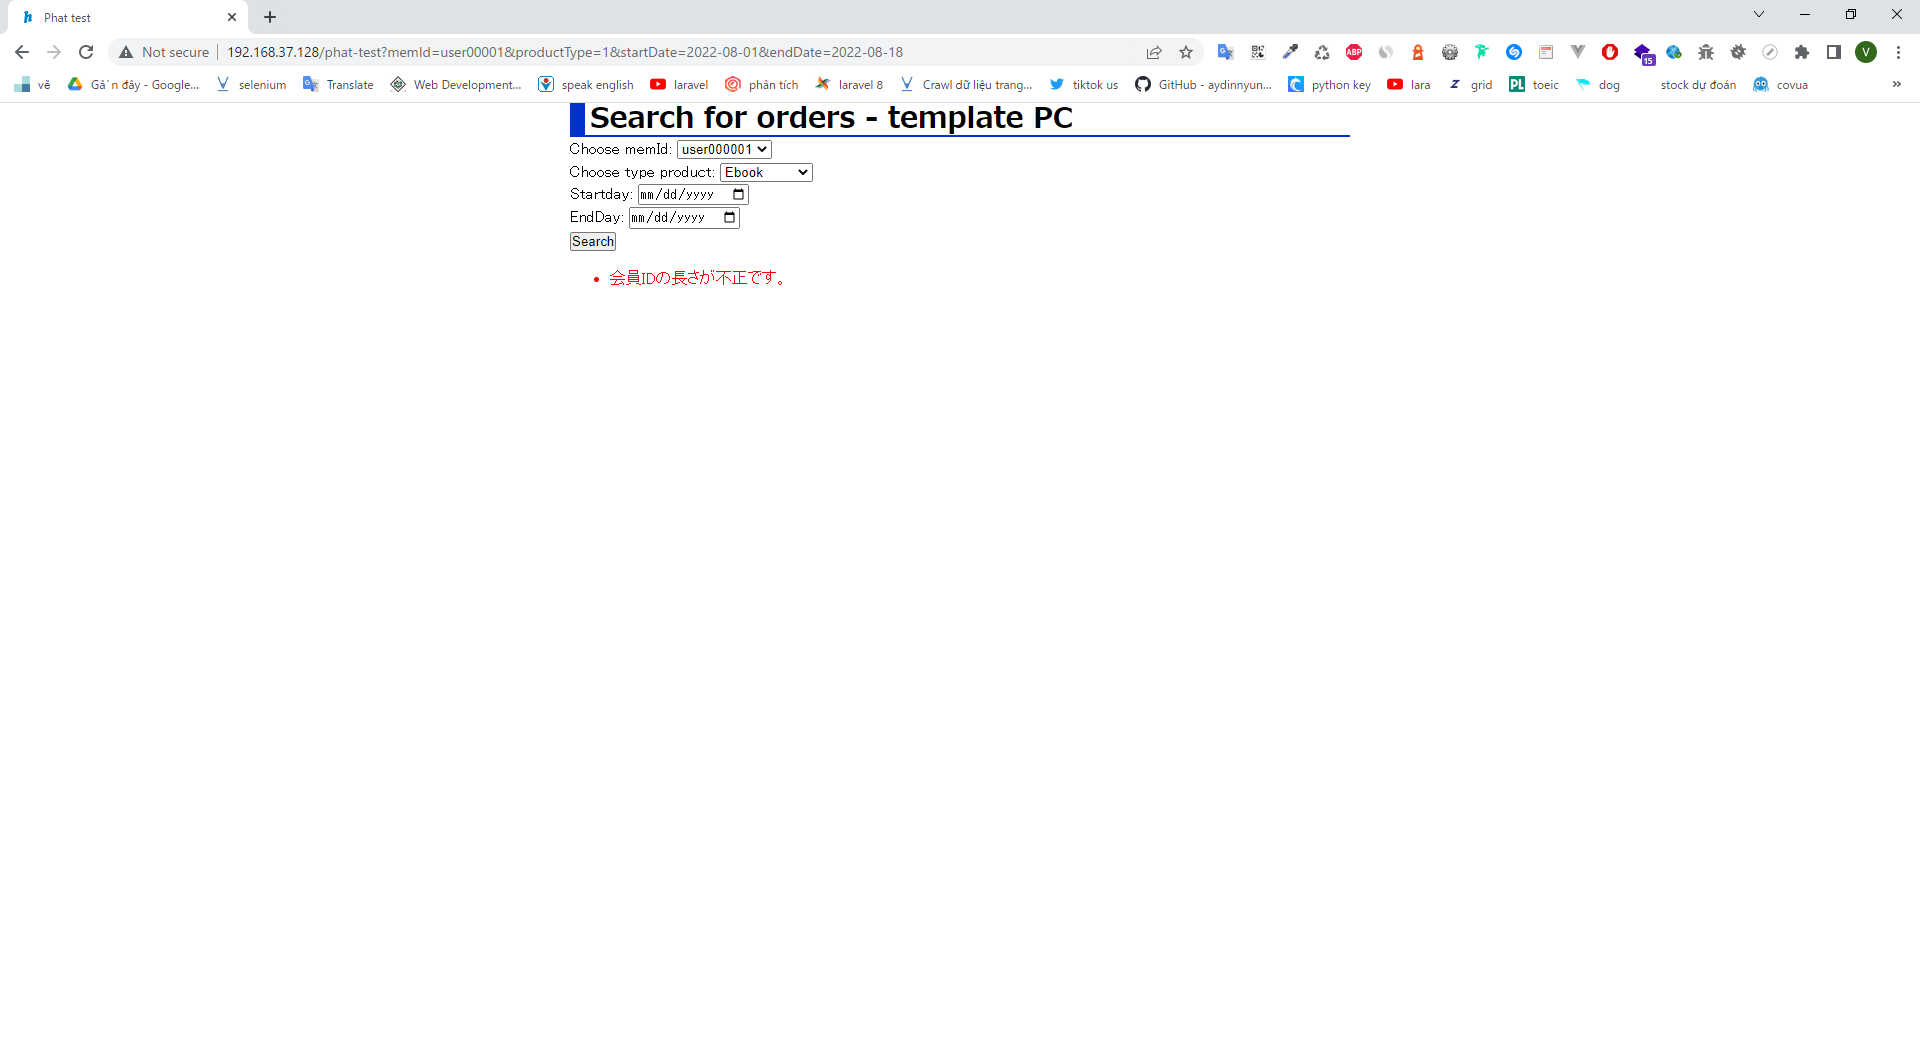 Phat test
Not secure 192.168.37.128/phat-test?memId=user00001&productType=1&startDate=2022-08-01&endDate=2022-08-18
ABP 15 V
vẽ Gầ`n đây - Google... selenium Translate Web Development... speak english laravel phân tích laravel 8 Crawl dữ liệu trang... tiktok us GitHub - aydinnyun... python key lara grid PL toeic dog stock dự đoán covua »
Search for orders - template PC
Choose memId: user000001
Choose type product: Ebook
Startday: mm/dd/yyyy
EndDay: mm/dd/yyyy
Search
• 会員IDの長さが不正です。